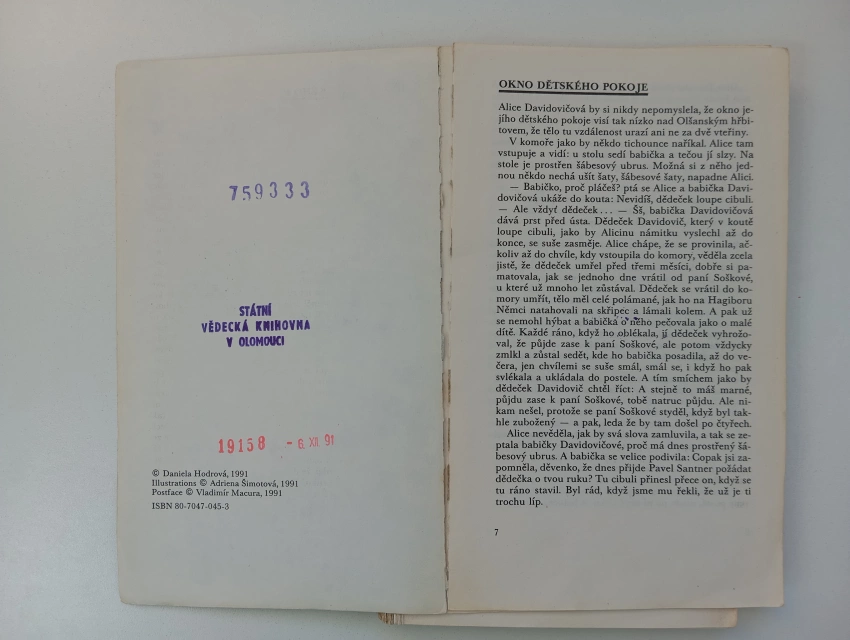 759333
STÁTNÍ
VĚDECKÁ KNIHOVNA
V OLOMOUCI
19158 - 6. XII. 91
© Daniela Hodrová, 1991
Illustrations © Adriena Šimotová, 1991
Postface © Vladimír Macura, 1991
ISBN 80-7047-045-3
OKNO DĚTSKÉHO POKOJE
Alice Davidovičová by si nikdy nepomyslela, že okno je-
jího dětského pokoje visí tak nízko nad Olšanským hřbi-
tovem, že tělo tu vzdálenost urazí ani ne za dvě vteřiny.
V komoře jako by někdo tichounce naříkal. Alice tam
vstupuje a vidí: u stolu sedí babička a tečou jí slzy. Na
stole je prostřen šábesový ubrus. Možná si z něho jed-
nou někdo nechá ušít šaty, šábesové šaty, napadne Alici.
— Babičko, proč pláčeš? ptá se Alice a babička Davi-
dovičová ukáže do kouta: Nevidíš, dědeček loupe cibuli.
— Ale vždyť dědeček... — Šš, babička Davidovičová
dává prst před ústa. Dědeček Davidovič, který v koutě
loupe cibuli, jako by Alicinu námitku vyslechl až do
konce, se suše zasměje. Alice chápe, že se provinila, ač-
koliv až do chvíle, kdy vstoupila do komory, věděla zcela
jistě, že dědeček umřel před třemi měsíci, dobře si pa-
matovala, jak se jednoho dne vrátil od paní Soškové,
u které už mnoho let zůstával. Dědeček se vrátil do ko-
mory umřít, tělo měl celé polámané, jak ho na Hagiboru
Němci natahovali na skřipec a lámali kolem. A pak už
se nemohl hýbat a babička o něho pečovala jako o malé
dítě. Každé ráno, když ho oblékala, jí dědeček vyhrožo-
val, že půjde zase k paní Soškové, ale potom vždycky
zmlkl a zůstal sedět, kde ho babička posadila, až do ve-
čera, jen chvílemi se suše smál, smál se, i když ho pak
svlékala a ukládala do postele. A tím smíchem jako by
dědeček Davidovič chtěl říct: A stejně to máš marné,
půjdu zase k paní Soškové, tobě natruc půjdu. Ale ni-
kam nešel, protože se paní Soškové styděl, když byl tak-
hle zubožený — a pak, leda že by tam došel po čtyřech.
Alice nevěděla, jak by svá slova zamluvila, a tak se ze-
ptala babičky Davidovičové, proč má dnes prostřený šá-
besový ubrus. A babička se velice podivila: Copak jsi za-
pomněla, děvenko, že dnes přijde Pavel Santner požádat
dědečka o tvou ruku? Tu cibuli přinesl přece on, když se
tu ráno stavil. Byl rád, když jsme mu řekli, že už je ti
trochu líp.
7